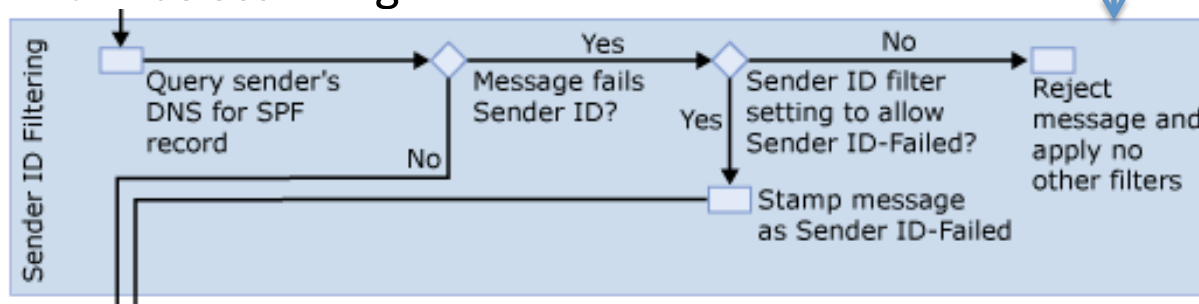 Sender ID Filtering
Query sender's
DNS for SPF
record
No
Yes
Message fails
Sender ID?
Yes
No
Sender ID filter
setting to allow
Sender ID-Failed?
Stamp message
as Sender ID-Failed
Reject
message and
apply no
other filters